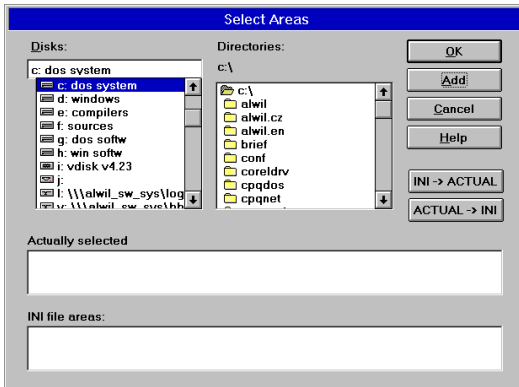 Select Areas
Disks:
c: dos system
c: dos system
d: windows
e: compilers
f: sources
g: dos softw
h: win softw
i: vdisk v4.23
j:
l: \\\alwil_sw_sys\log
Directories:
c:\
c:\
alwil
alwil.cz
alwil.en
brief
conf
coreldrv
cpqdos
cpqnet
OK
Add
Cancel
Help
INI -> ACTUAL
ACTUAL -> INI
Actually selected
INI file areas: